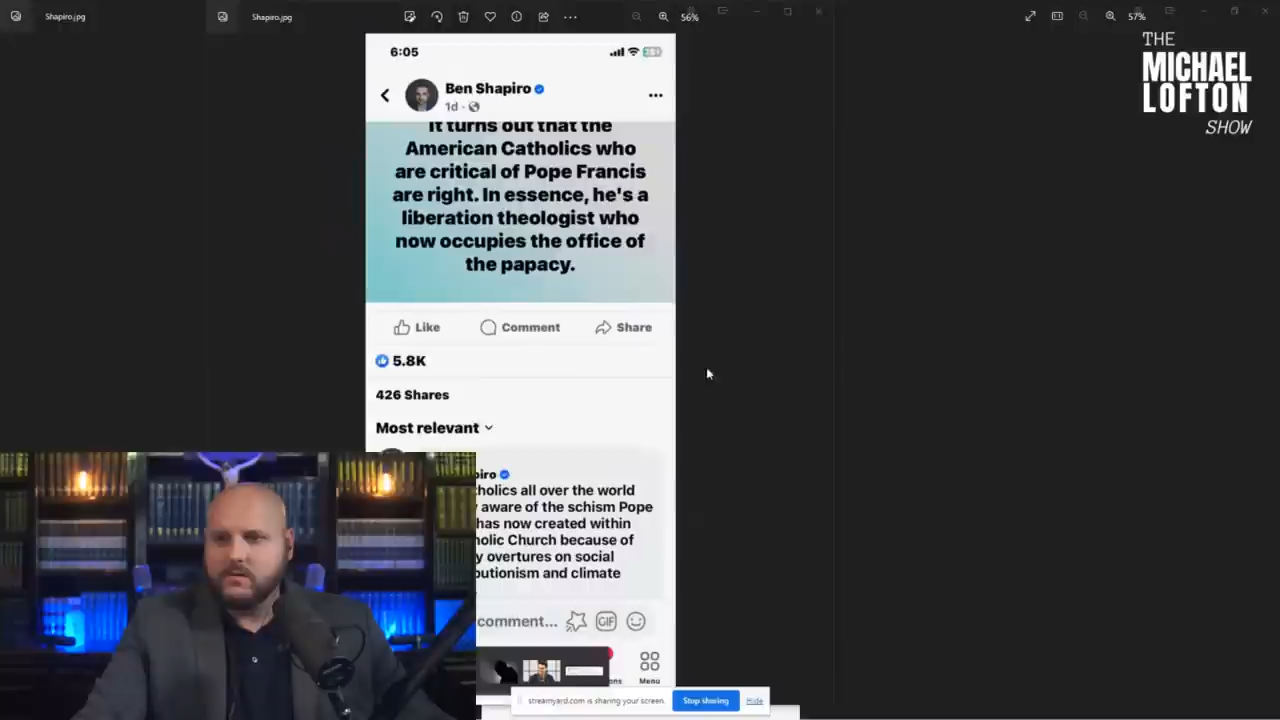 Shapiro.jpg
Shapiro.jpg
56%
57%
THE
MICHAEL
LOFTON
SHOW
6:05
Ben Shapiro
1d
It turns out that the
American Catholics who
are critical of Pope Francis
are right. In essence, he's a
liberation theologist who
now occupies the office of
the papacy.
Like Comment Share
5.8K
426 Shares
Most relevant
piro
tholics all over the world
y aware of the schism Pope
has now created within
holic Church because of
y overtures on social
butionism and climate
comment... GIF
ons Menu
streamyard.com is sharing your screen. Stop sharing Hide